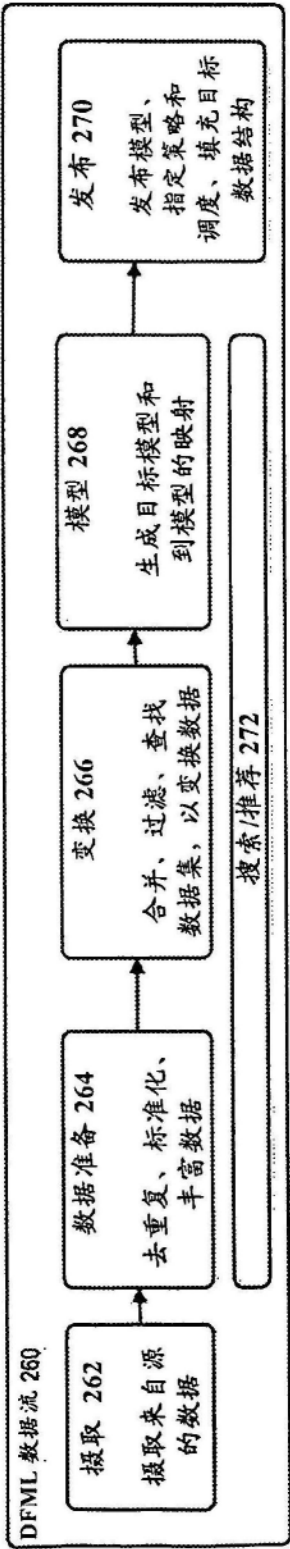 DFML 数据流 260
摄取 262
摄取来自源
的数据
数据准备 264
去重复、标准化、
丰富数据
变换 266
合并、过滤、查找
数据集，以变换数据
模型 268
生成目标模型和
到模型的映射
发布 270
发布模型、
指定策略和
调度、填充目标
数据结构
搜索/推荐 272